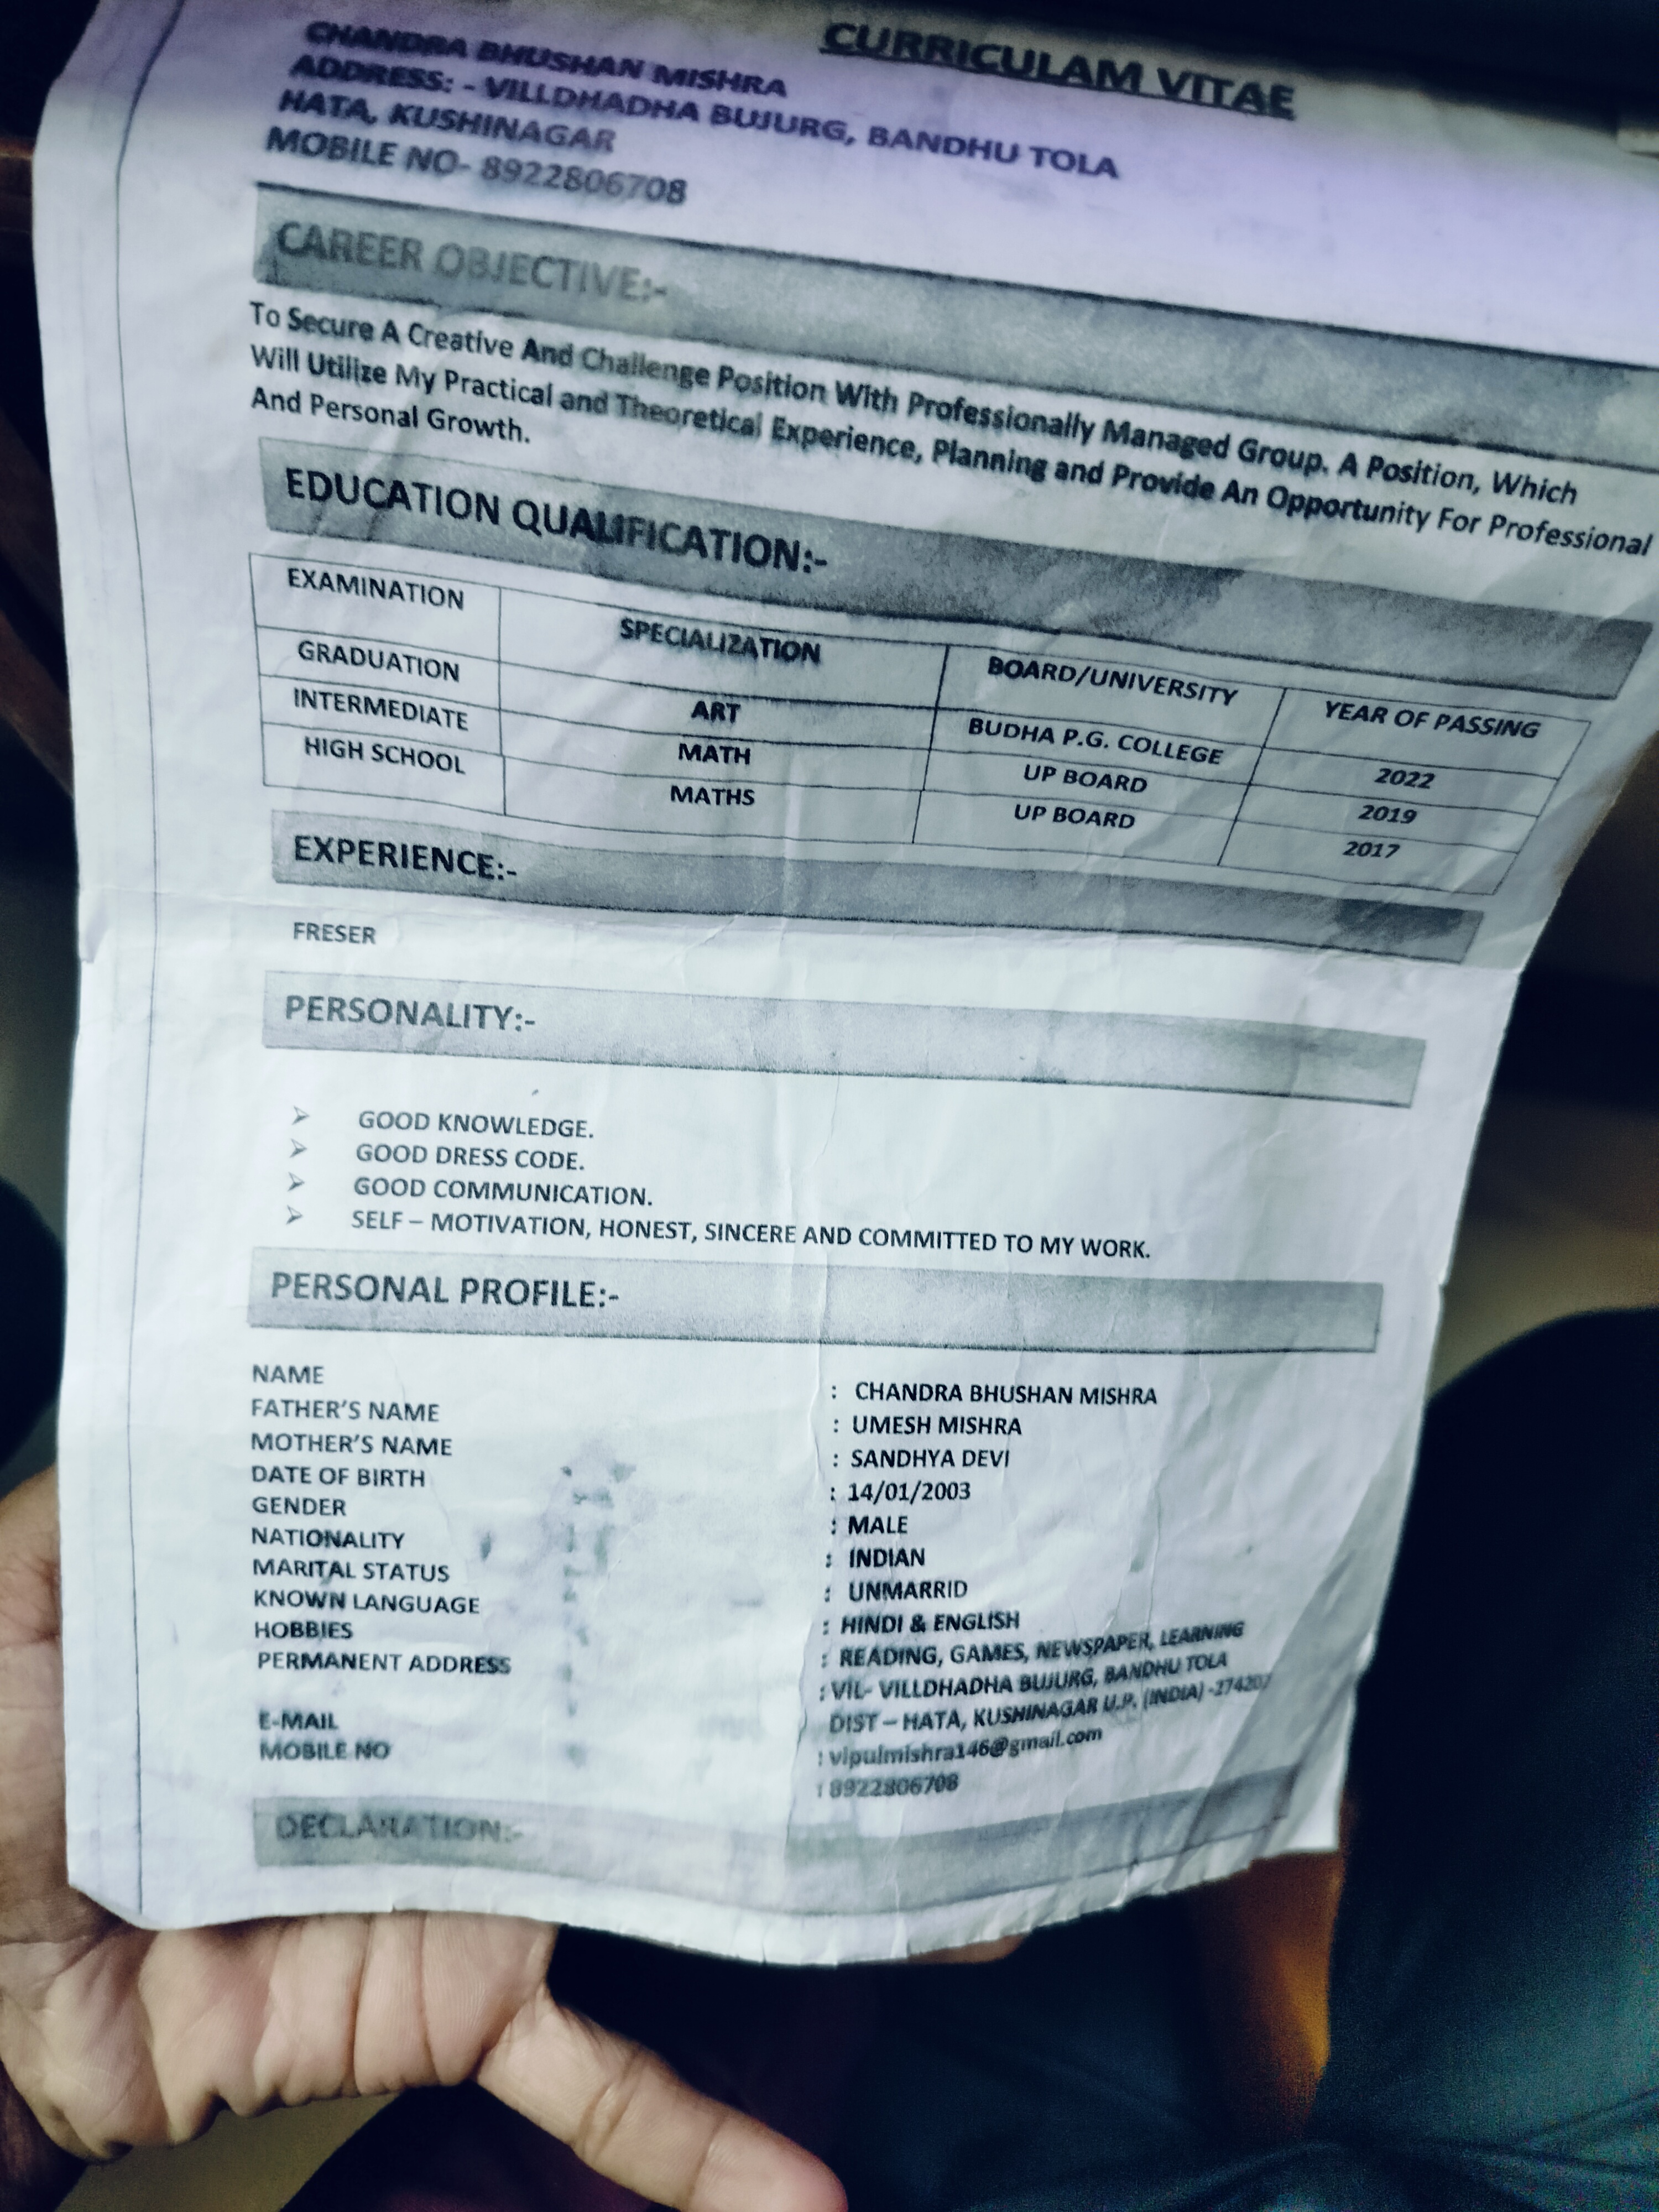 CURRICULAM VITAE
CHANDRA BHUSHAN MISHRA
ADDRESS: - VILLDHADHA BUJURG, BANDHU TOLA
HATA, KUSHINAGAR
MOBILE NO- 8922806708
CAREER OBJECTIVE:-
To Secure A Creative And Challenge Position With Professionally Managed Group. A Position, Which
Will Utilize My Practical and Theoretical Experience, Planning and Provide An Opportunity For Professional
And Personal Growth.
EDUCATION QUALIFICATION:-
EXAMINATION SPECIALIZATION BOARD/UNIVERSITY YEAR OF PASSING
GRADUATION ART BUDHA P.G. COLLEGE 2022
INTERMEDIATE MATH UP BOARD 2019
HIGH SCHOOL MATHS UP BOARD 2017
EXPERIENCE:-
FRESER
PERSONALITY:-
➢ GOOD KNOWLEDGE.
➢ GOOD DRESS CODE.
➢ GOOD COMMUNICATION.
➢ SELF – MOTIVATION, HONEST, SINCERE AND COMMITTED TO MY WORK.
PERSONAL PROFILE:-
NAME : CHANDRA BHUSHAN MISHRA
FATHER'S NAME : UMESH MISHRA
MOTHER'S NAME : SANDHYA DEVI
DATE OF BIRTH : 14/01/2003
GENDER : MALE
NATIONALITY : INDIAN
MARITAL STATUS : UNMARRID
KNOWN LANGUAGE : HINDI & ENGLISH
HOBBIES : READING, GAMES, NEWSPAPER, LEARNING
PERMANENT ADDRESS : VIL- VILLDHADHA BUJURG, BANDHU TOLA
DIST – HATA, KUSHINAGAR U.P. (INDIA) -274207
E-MAIL : vipulmishra146@gmail.com
MOBILE NO : 8922806708
DECLARATION:-